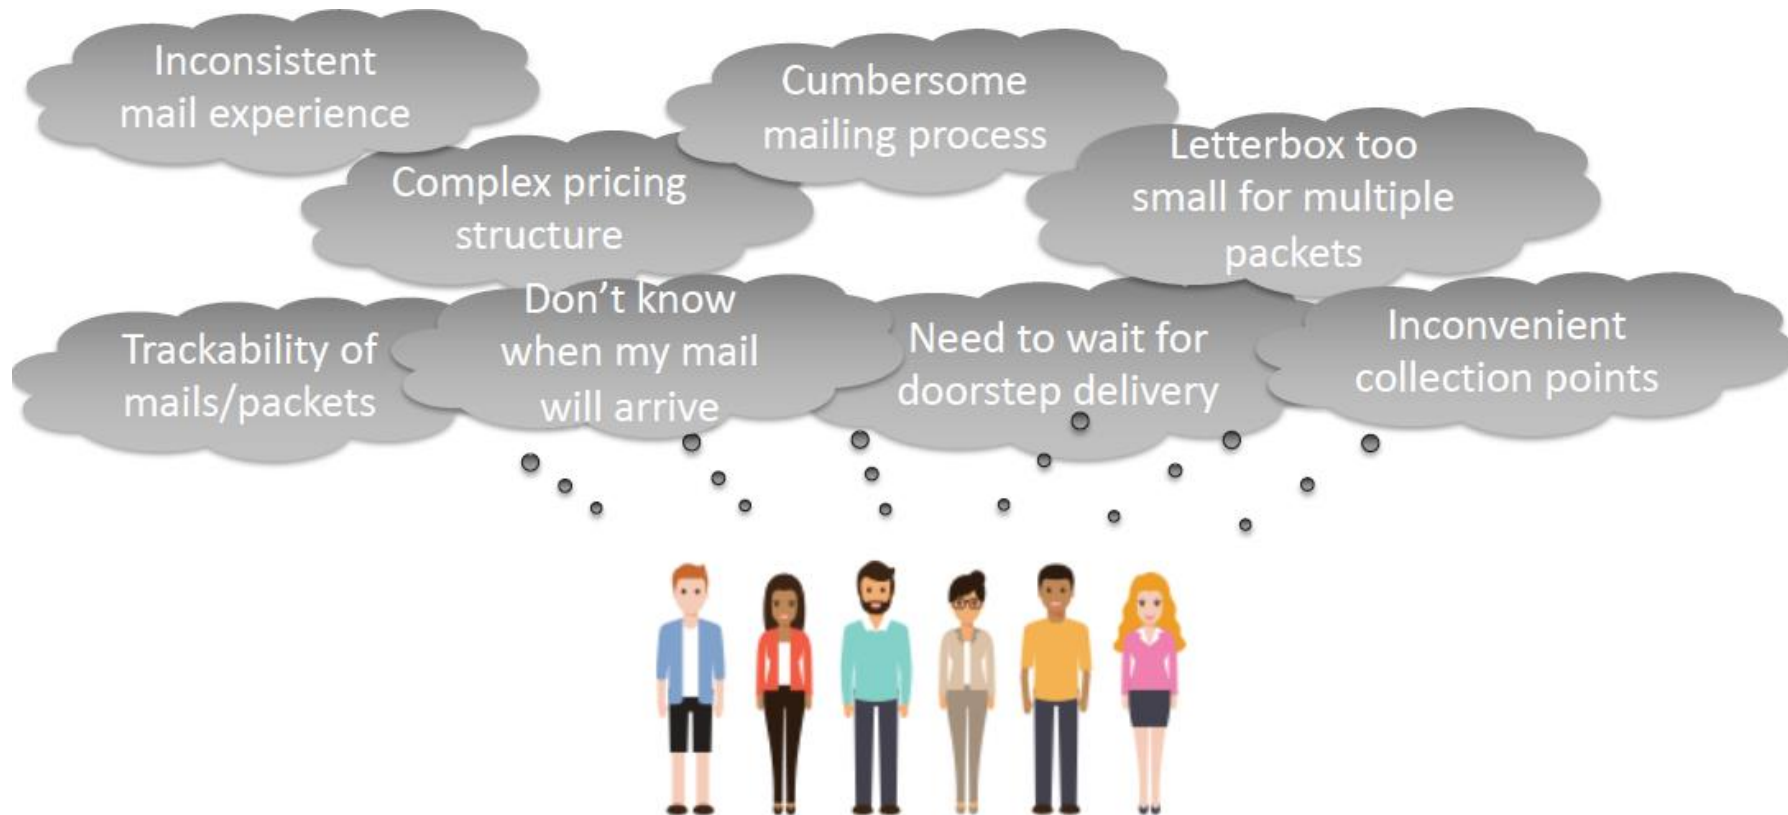 Inconsistent
mail experience
Cumbersome
mailing process
Complex pricing
structure
Letterbox too
small for multiple
packets
Trackability of
mails/packets
Don’t know
when my mail
will arrive
Need to wait for
doorstep delivery
Inconvenient
collection points